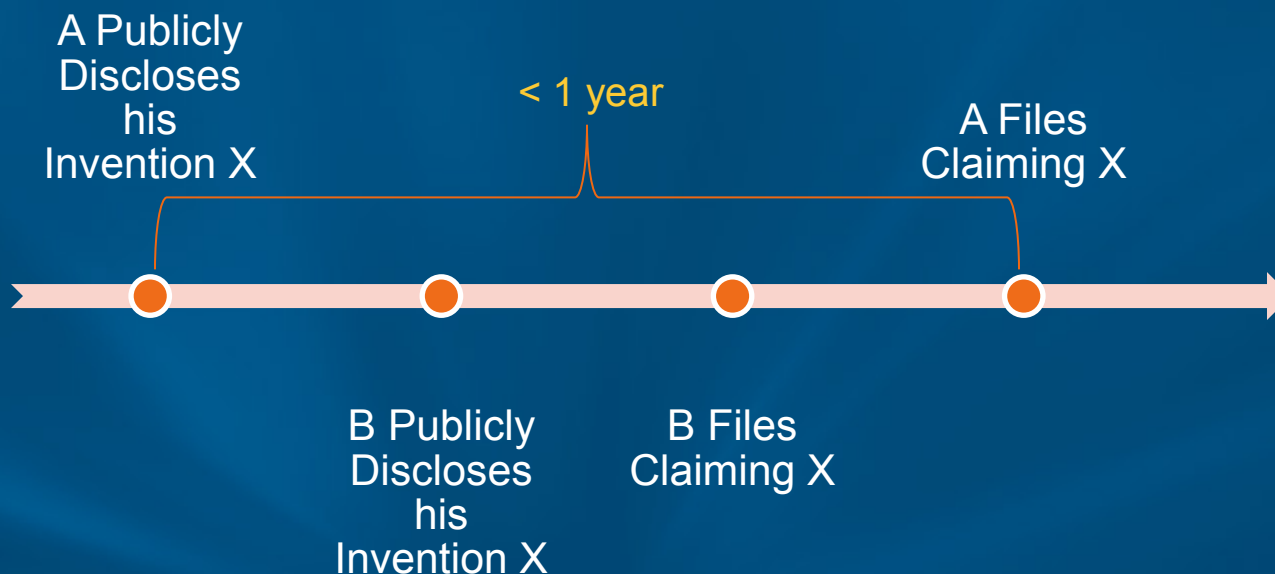 A Publicly
Discloses
his
Invention X
< 1 year
A Files
Claiming X
B Publicly
Discloses
his
Invention X
B Files
Claiming X